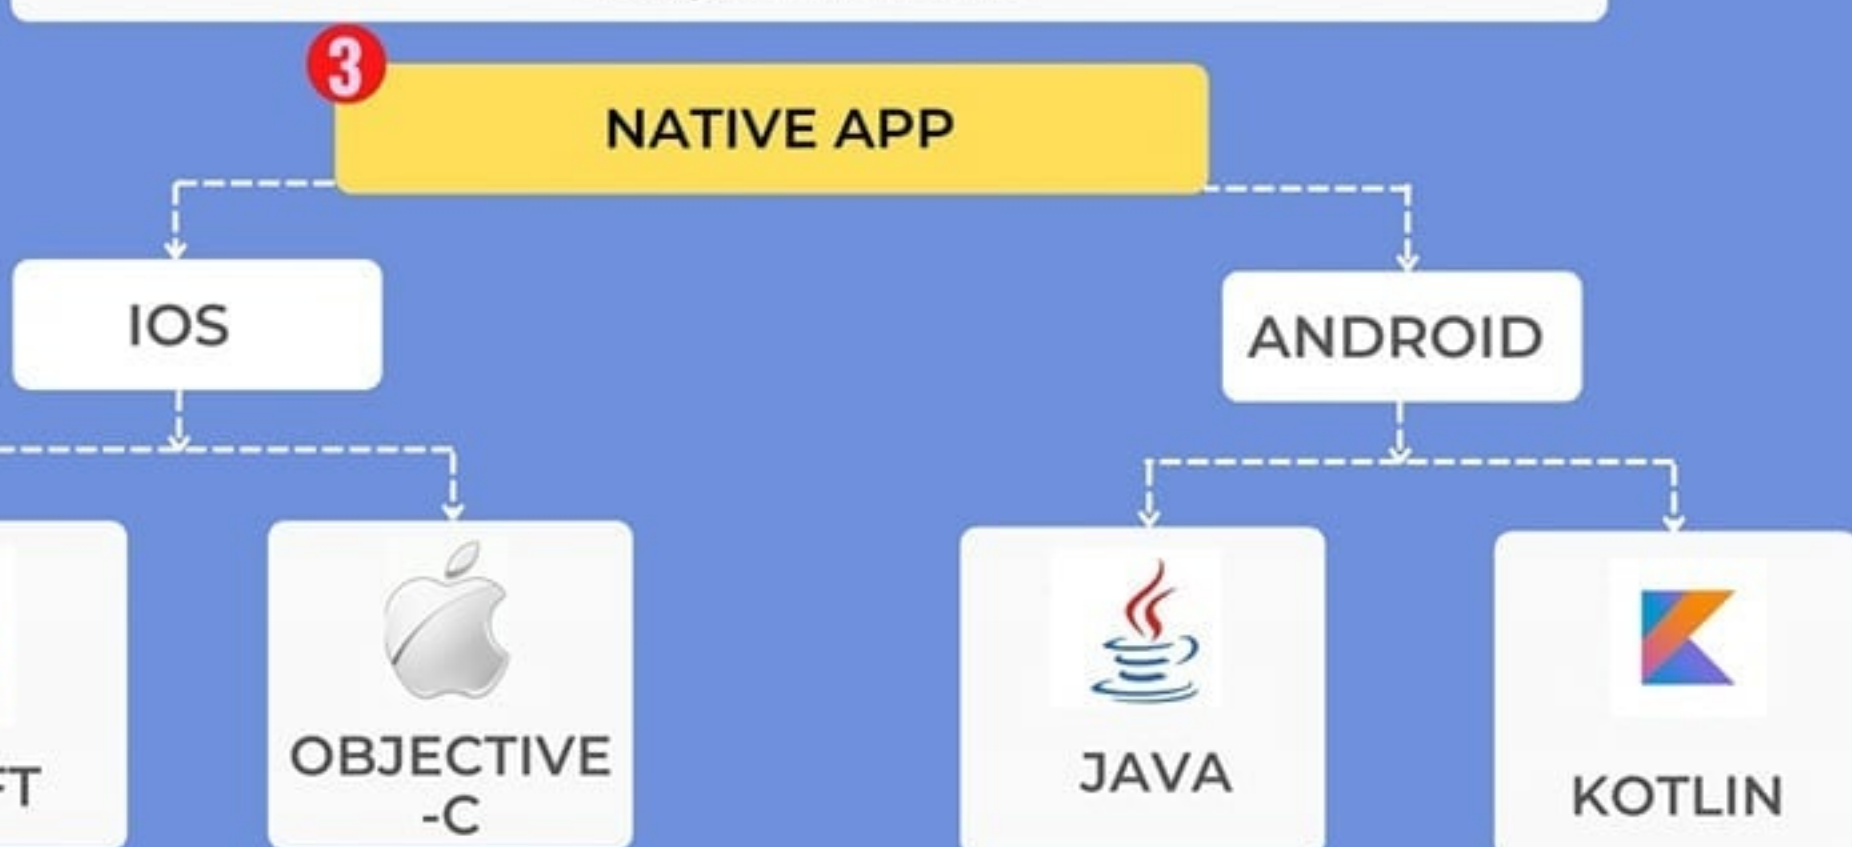 3
NATIVE APP
IOS
ANDROID
OBJECTIVE
-C
JAVA
KOTLIN